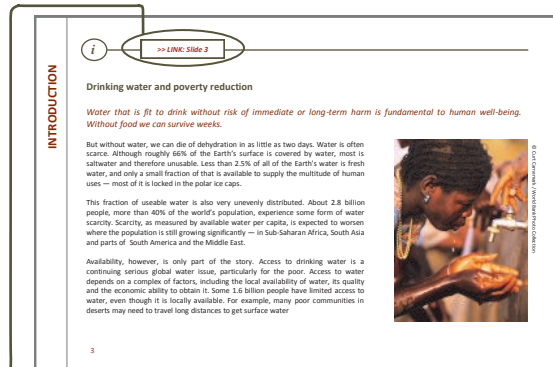 i
>> LINK: Slide 3
INTRODUCTION
Drinking water and poverty reduction
Water that is fit to drink without risk of immediate or long-term harm is fundamental to human well-being.
Without food we can survive weeks.
But without water, we can die of dehydration in as little as two days. Water is often
scarce. Although roughly 66% of the Earth's surface is covered by water, most is
saltwater and therefore unusable. Less than 2.5% of all of the Earth's water is fresh
water, and only a small fraction of that is available to supply the multitude of human
uses — most of it is locked in the polar ice caps.
This fraction of useable water is also very unevenly distributed. About 2.8 billion
people, more than 40% of the world's population, experience some form of water
scarcity. Scarcity, as measured by available water per capita, is expected to worsen
where the population is still growing significantly — in Sub-Saharan Africa, South Asia
and parts of South America and the Middle East.
Availability, however, is only part of the story. Access to drinking water is a
continuing serious global water issue, particularly for the poor. Access to water
depends on a complex of factors, including the local availability of water, its quality
and the economic ability to obtain it. Some 1.6 billion people have limited access to
water, even though it is locally available. For example, many poor communities in
deserts may need to travel long distances to get surface water
© Curt Carnemark / World Bank Photo Collection
3